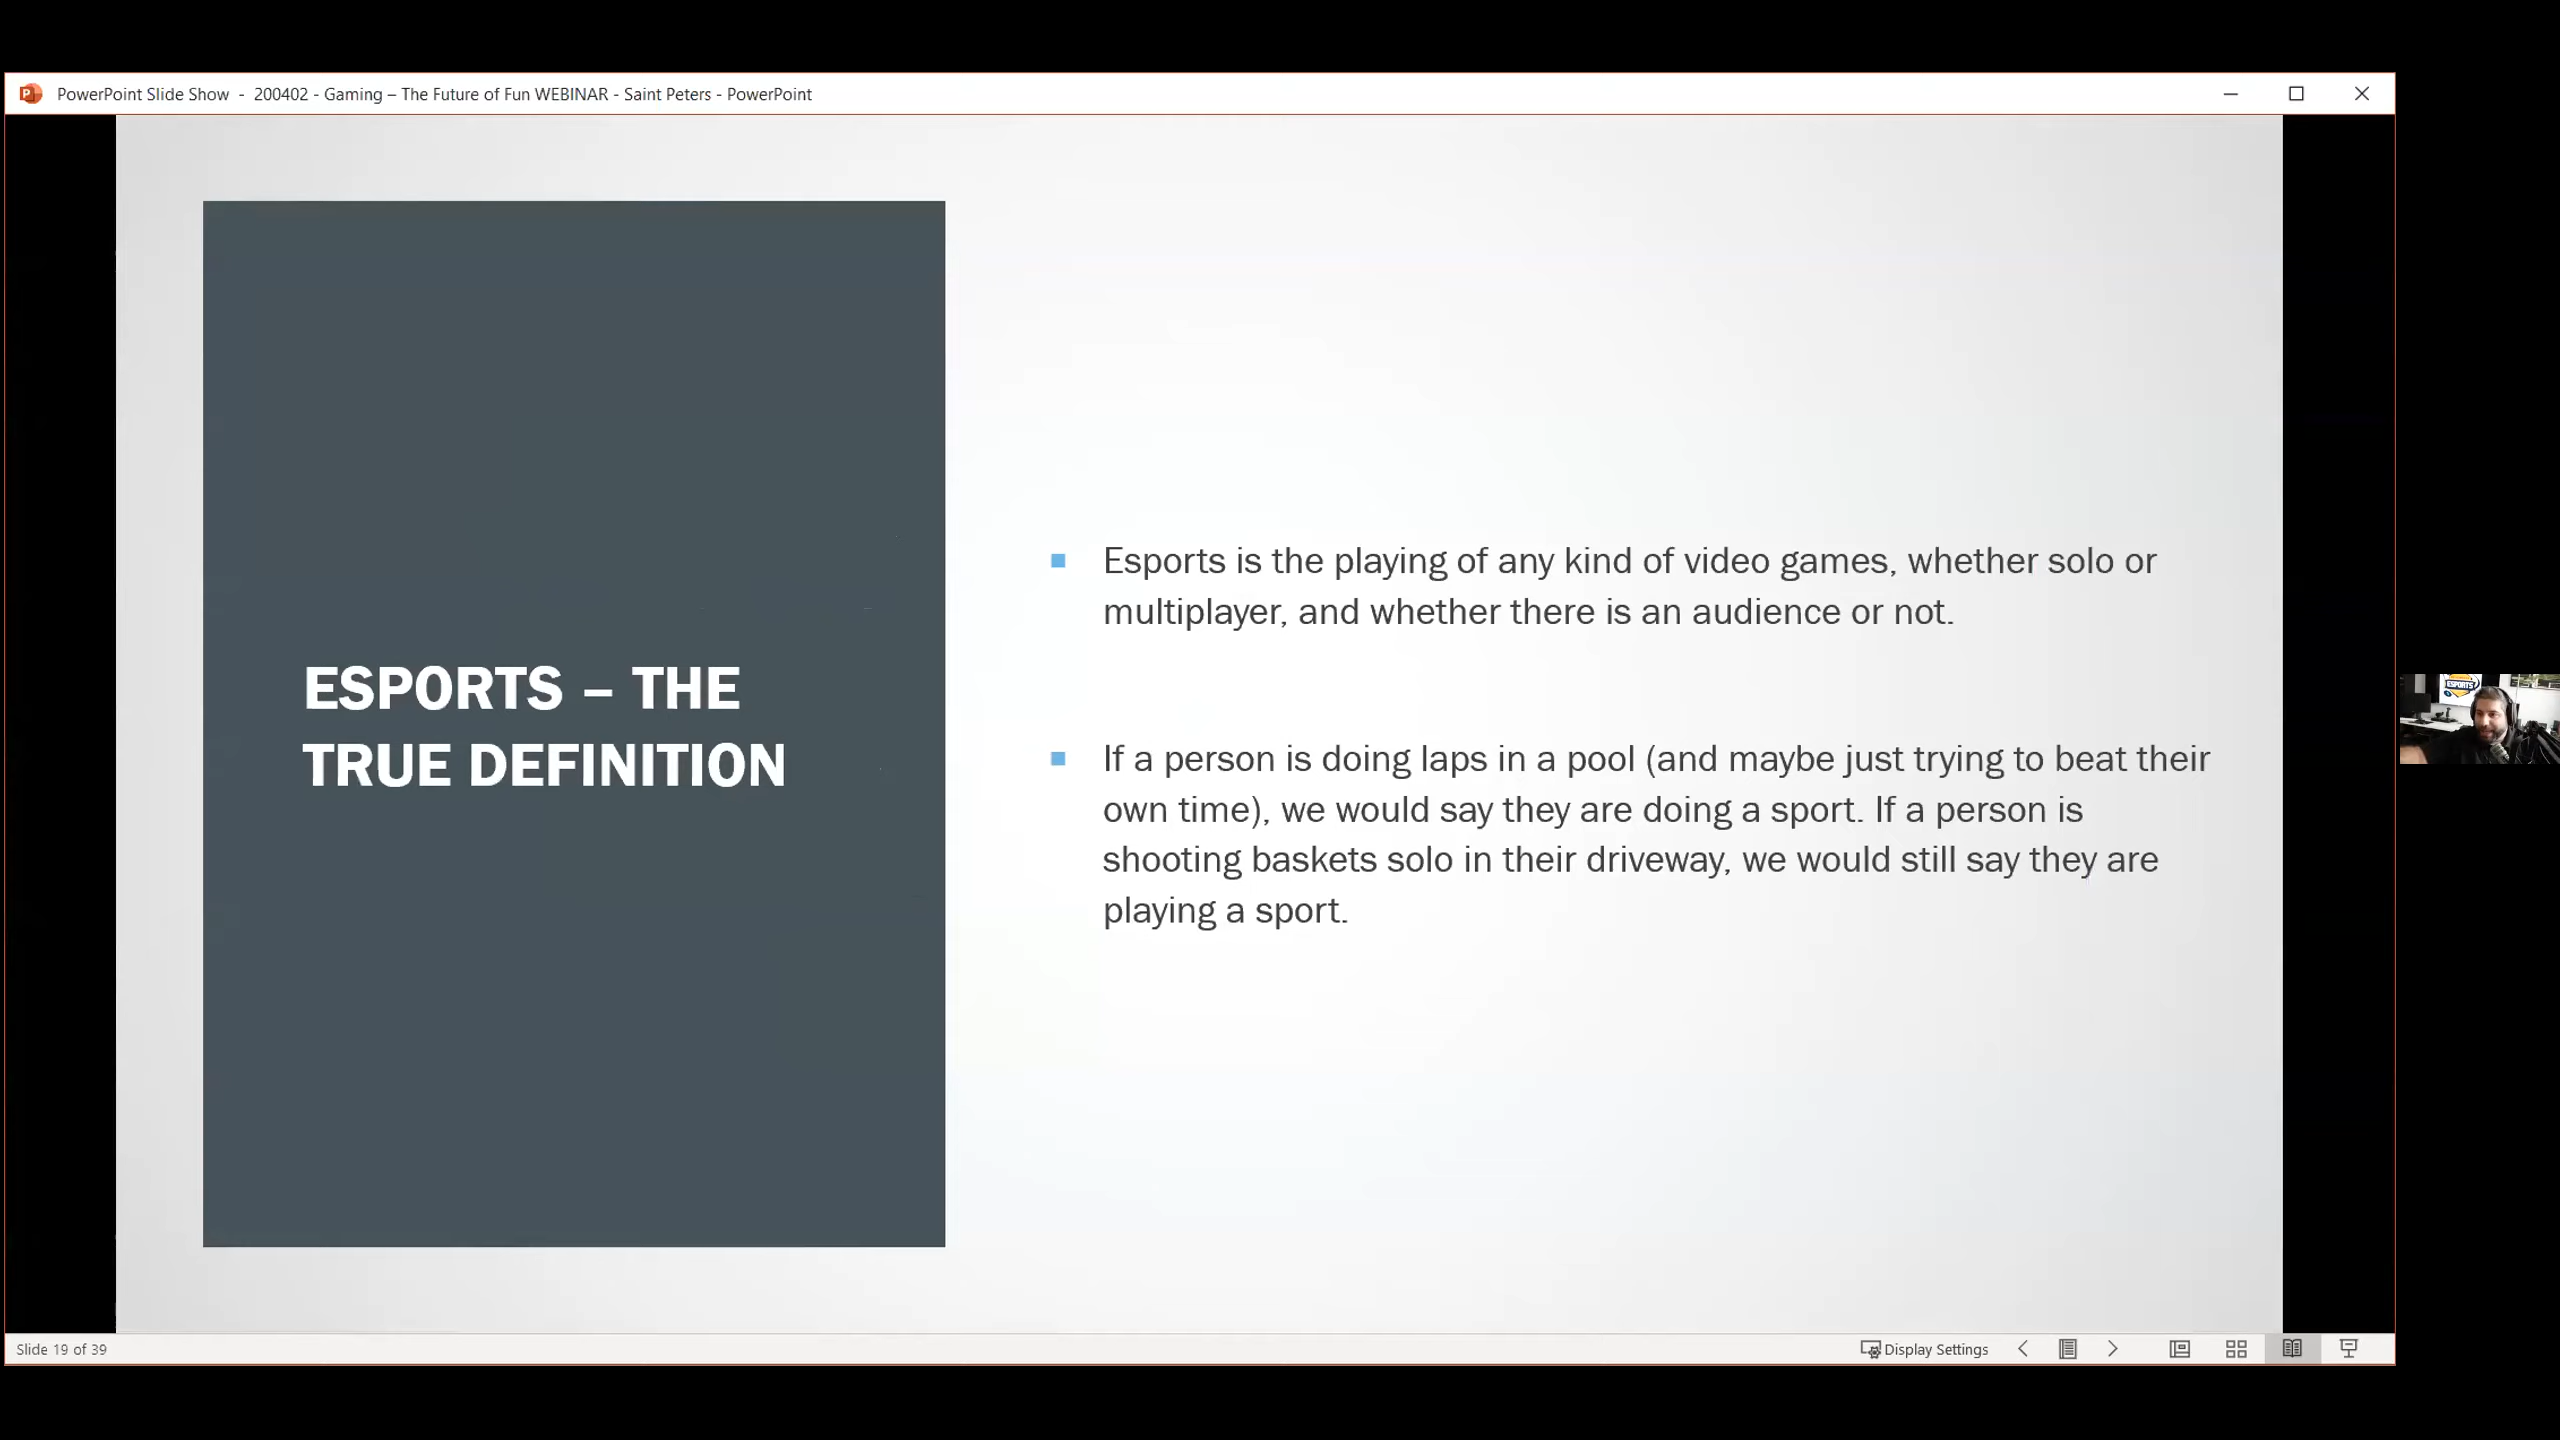 PowerPoint Slide Show - 200402 - Gaming – The Future of Fun WEBINAR - Saint Peters - PowerPoint
ESPORTS – THE
TRUE DEFINITION
Esports is the playing of any kind of video games, whether solo or
multiplayer, and whether there is an audience or not.
If a person is doing laps in a pool (and maybe just trying to beat their
own time), we would say they are doing a sport. If a person is
shooting baskets solo in their driveway, we would still say they are
playing a sport.
ESPORTS
Slide 19 of 39
Display Settings